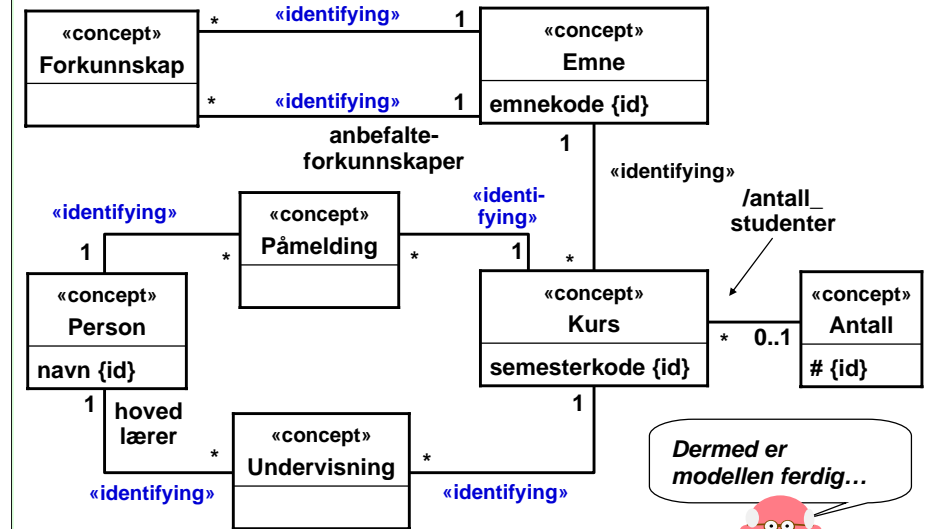 * «identifying» 1
«concept»
Forkunnskap
«concept»
Emne
emnekode {id}
* «identifying» 1
anbefalte-
forkunnskaper
1
«identifying»
/antall_
studenter
«identifying»
«identi-
fying»
«concept»
Påmelding
1 * * 1 *
«concept»
Person
navn {id}
«concept»
Kurs
semesterkode {id}
* 0..1
«concept»
Antall
# {id}
1 hoved
lærer
1
«concept»
Undervisning
* *
«identifying» «identifying»
Dermed er
modellen ferdig…